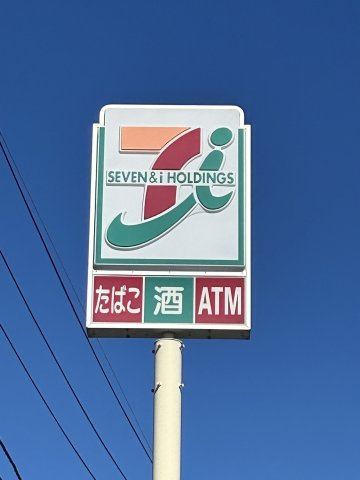 SEVEN & i HOLDINGS
たばこ 酒 ATM